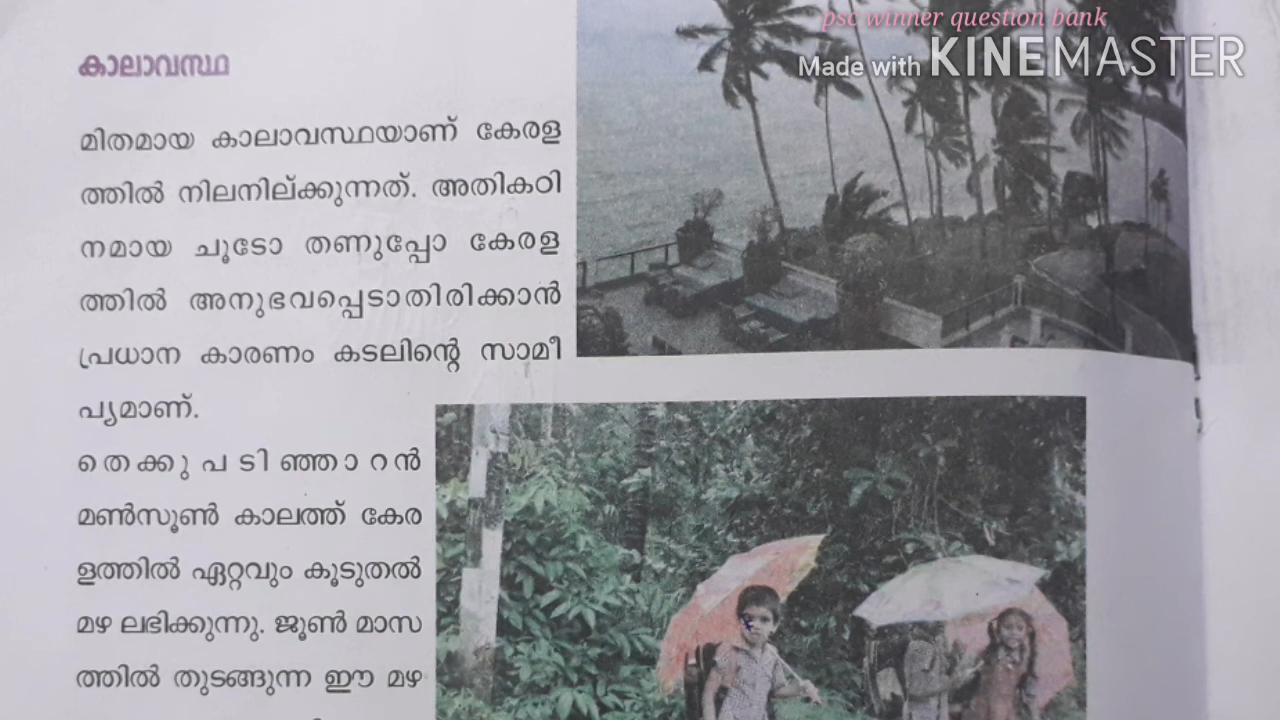 psc winner question bank
Made with KINEMASTER
കാലാവസ്ഥ
മിതമായ കാലാവസ്ഥയാണ് കേരള
ത്തിൽ നിലനില്ക്കുന്നത്. അതികഠി
നമായ ചൂടോ തണുപ്പോ കേരള
ത്തിൽ അനുഭവപ്പെടാതിരിക്കാൻ
പ്രധാന കാരണം കടലിന്റെ സാമീ
പ്യമാണ്.
തെക്കുപടിഞ്ഞാറൻ
മൺസൂൺ കാലത്ത് കേര
ളത്തിൽ ഏറ്റവും കൂടുതൽ
മഴ ലഭിക്കുന്നു. ജൂൺ മാസ
ത്തിൽ തുടങ്ങുന്ന ഈ മഴ